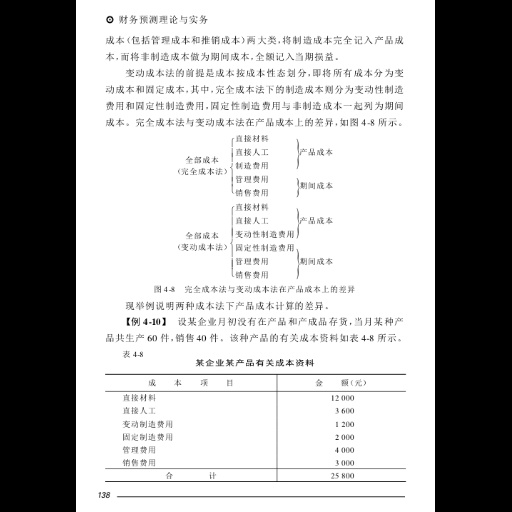 财务预测理论与实务
成本(包括管理成本和推销成本)两大类,将制造成本完全记入产品成
本,而将非制造成本做为期间成本,全额记入当期损益。
变动成本法的前提是成本按成本性态划分,即将所有成本分为变
动成本和固定成本,其中,完全成本法下的制造成本则分为变动性制造
费用和固定性制造费用,固定性制造费用与非制造成本一起列为期间
成本。完全成本法与变动成本法在产品成本上的差异,如图 4-8 所示。
全部成本
(完全成本法)
直接材料
直接人工
制造费用
管理费用
销售费用
产品成本
期间成本
全部成本
(变动成本法)
直接材料
直接人工
变动性制造费用
固定性制造费用
管理费用
销售费用
产品成本
期间成本
图 4-8 完全成本法与变动成本法在产品成本上的差异
现举例说明两种成本法下产品成本计算的差异。
【例 4-10】 设某企业月初没有在产品和产成品存货,当月某种产
品共生产 60 件,销售 40 件。该种产品的有关成本资料如表 4-8 所示。
表 4-8
某企业某产品有关成本资料
成 本 项 目 金 额(元)
直接材料 12 000
直接人工 3 600
变动制造费用 1 200
固定制造费用 2 000
管理费用 4 000
销售费用 3 000
合 计 25 800
138